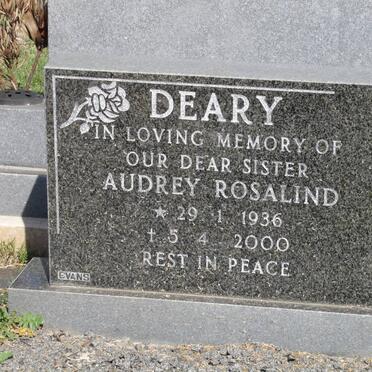 DEARY
IN LOVING MEMORY OF
OUR DEAR SISTER
AUDREY ROSALIND
★ 29 1 1936
† 5 4 2000
REST IN PEACE
EVANS